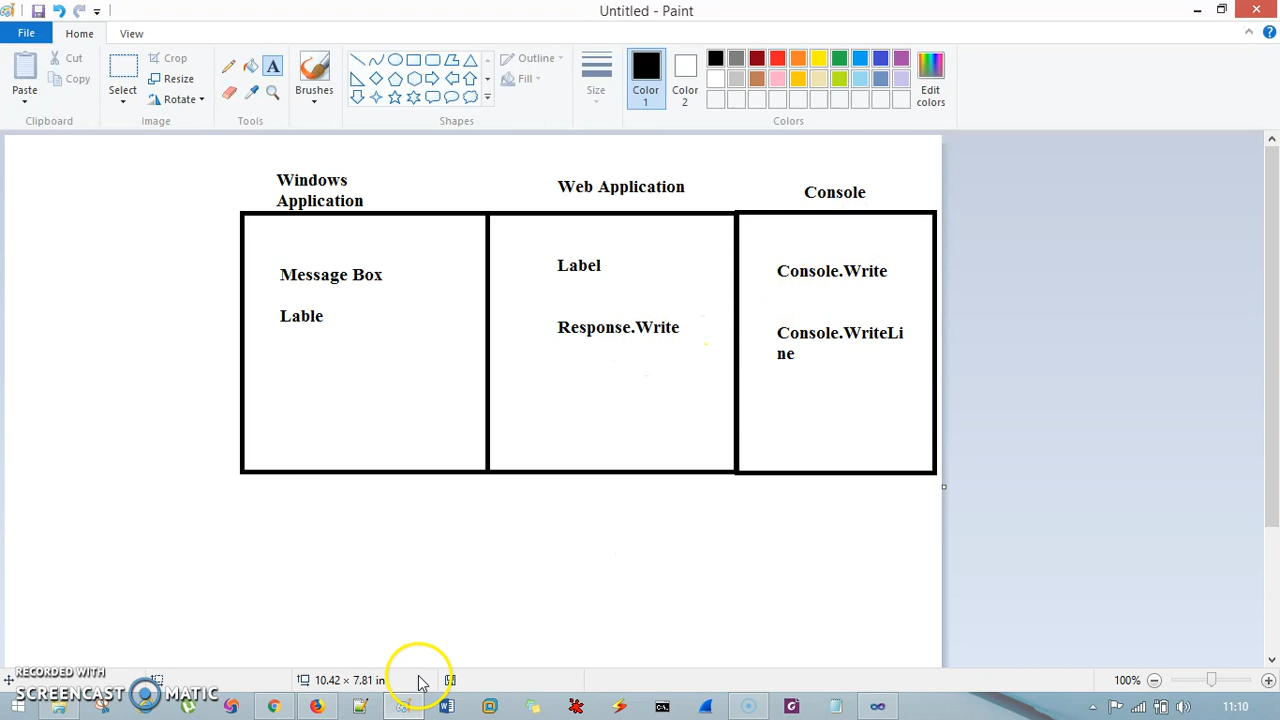 Untitled - Paint
File
Home
View
Paste
Cut
Copy
Clipboard
Select
Crop
Resize
Rotate
Image
A
Tools
Brushes
Outline
Fill
Shapes
Size
Color
1
Color
2
Edit
colors
Colors
Windows
Application
Web Application
Console
Message Box
Lable
Label
Response.Write
Console.Write
Console.WriteLi
ne
10.42 × 7.81 in
100%
RECORDED WITH
SCREENCAST MATIC
11:10